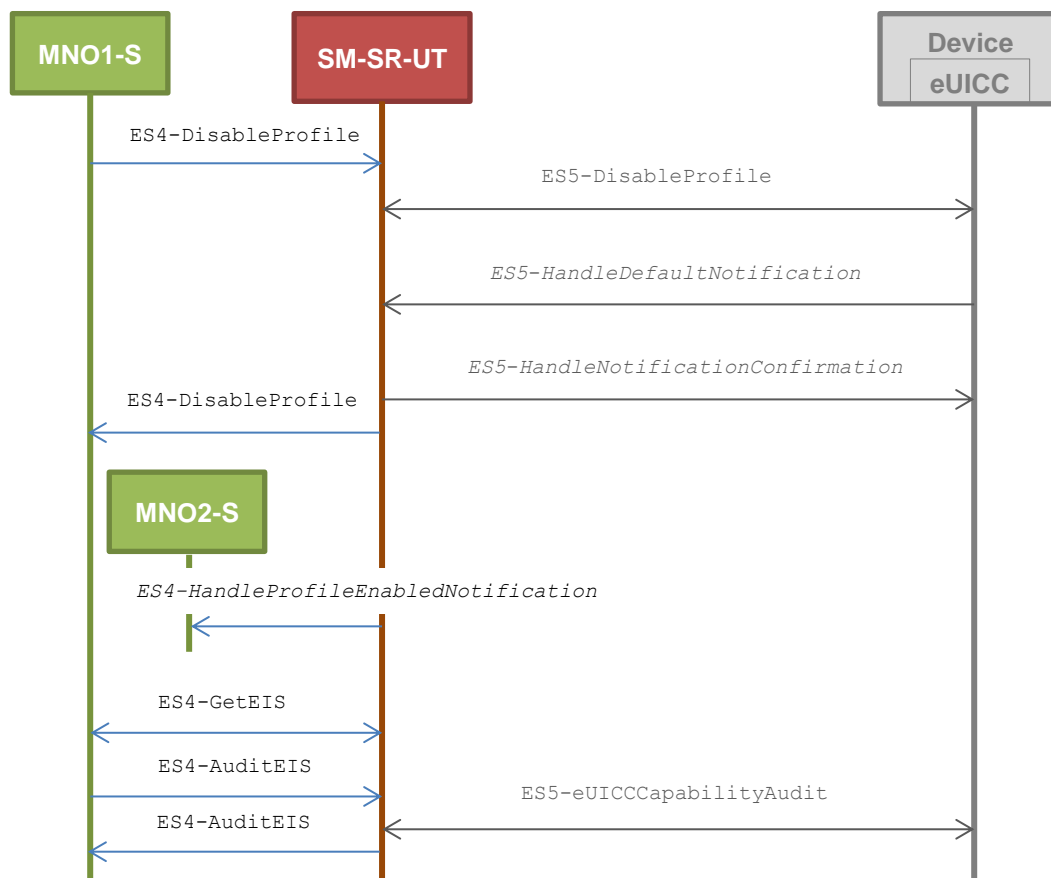 MNO1-S
SM-SR-UT
Device
eUICC
ES4-DisableProfile
ES5-DisableProfile
ES5-HandleDefaultNotification
ES5-HandleNotificationConfirmation
ES4-DisableProfile
MNO2-S
ES4-HandleProfileEnabledNotification
ES4-GetEIS
ES4-AuditEIS
ES5-eUICCCapabilityAudit
ES4-AuditEIS